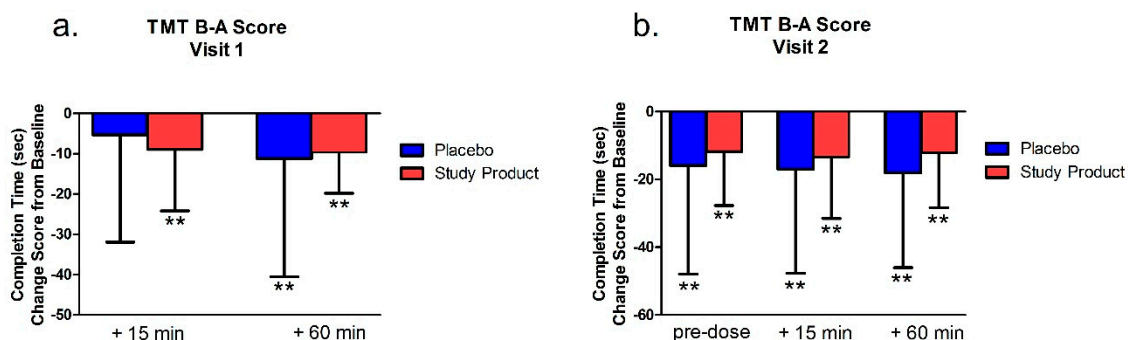 a.
TMT B-A Score
Visit 1
Completion Time (sec)
Change Score from Baseline
0
-10
-20
-30
-40
-50
**
**
**
+ 15 min
+ 60 min
Placebo
Study Product
b.
TMT B-A Score
Visit 2
Completion Time (sec)
Change Score from Baseline
0
-20
-40
-60
**
**
**
**
**
**
pre-dose
+ 15 min
+ 60 min
Placebo
Study Product